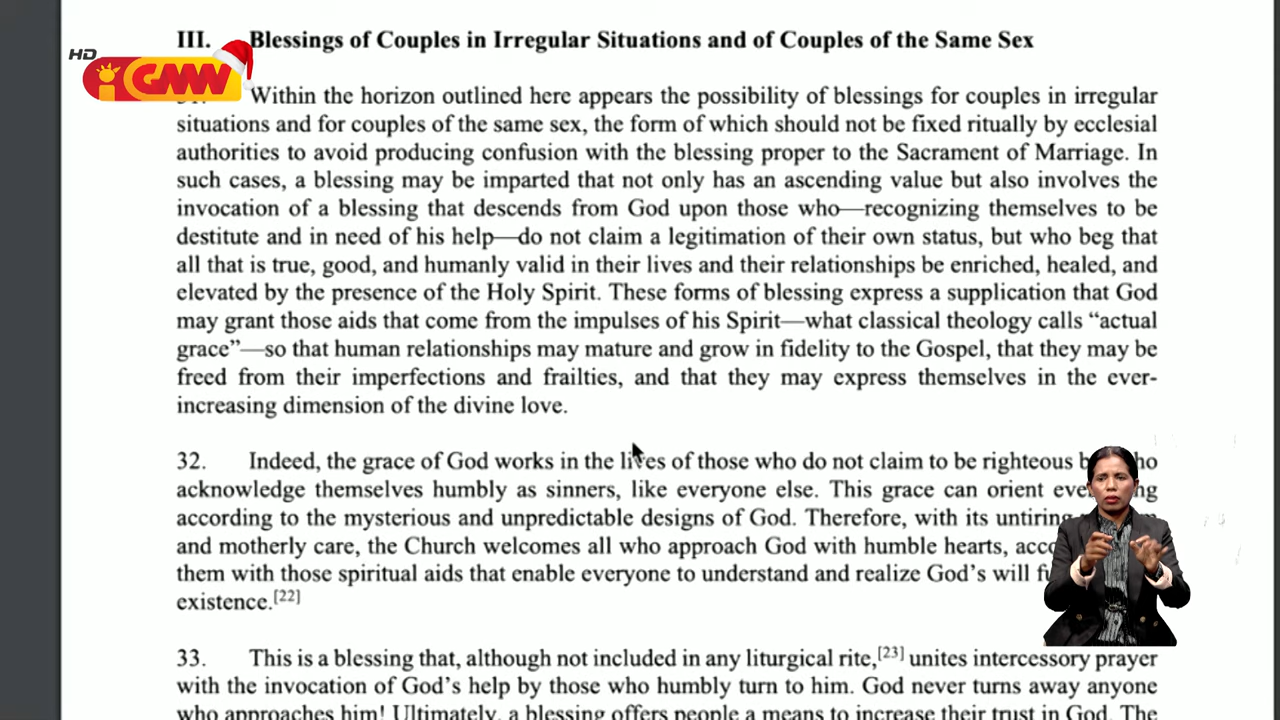 III. Blessings of Couples in Irregular Situations and of Couples of the Same Sex
HD
iGMN
Within the horizon outlined here appears the possibility of blessings for couples in irregular
situations and for couples of the same sex, the form of which should not be fixed ritually by ecclesial
authorities to avoid producing confusion with the blessing proper to the Sacrament of Marriage. In
such cases, a blessing may be imparted that not only has an ascending value but also involves the
invocation of a blessing that descends from God upon those who—recognizing themselves to be
destitute and in need of his help—do not claim a legitimation of their own status, but who beg that
all that is true, good, and humanly valid in their lives and their relationships be enriched, healed, and
elevated by the presence of the Holy Spirit. These forms of blessing express a supplication that God
may grant those aids that come from the impulses of his Spirit—what classical theology calls “actual
grace”—so that human relationships may mature and grow in fidelity to the Gospel, that they may be
freed from their imperfections and frailties, and that they may express themselves in the ever-
increasing dimension of the divine love.
32. Indeed, the grace of God works in the lives of those who do not claim to be righteous
acknowledge themselves humbly as sinners, like everyone else. This grace can orient
according to the mysterious and unpredictable designs of God. Therefore, with its untiring
and motherly care, the Church welcomes all who approach God with humble hearts,
them with those spiritual aids that enable everyone to understand and realize God’s will
existence.[22]
33. This is a blessing that, although not included in any liturgical rite,[23] unites intercessory prayer
with the invocation of God’s help by those who humbly turn to him. God never turns away anyone
who approaches him! Ultimately, a blessing offers people a means to increase their trust in God. The